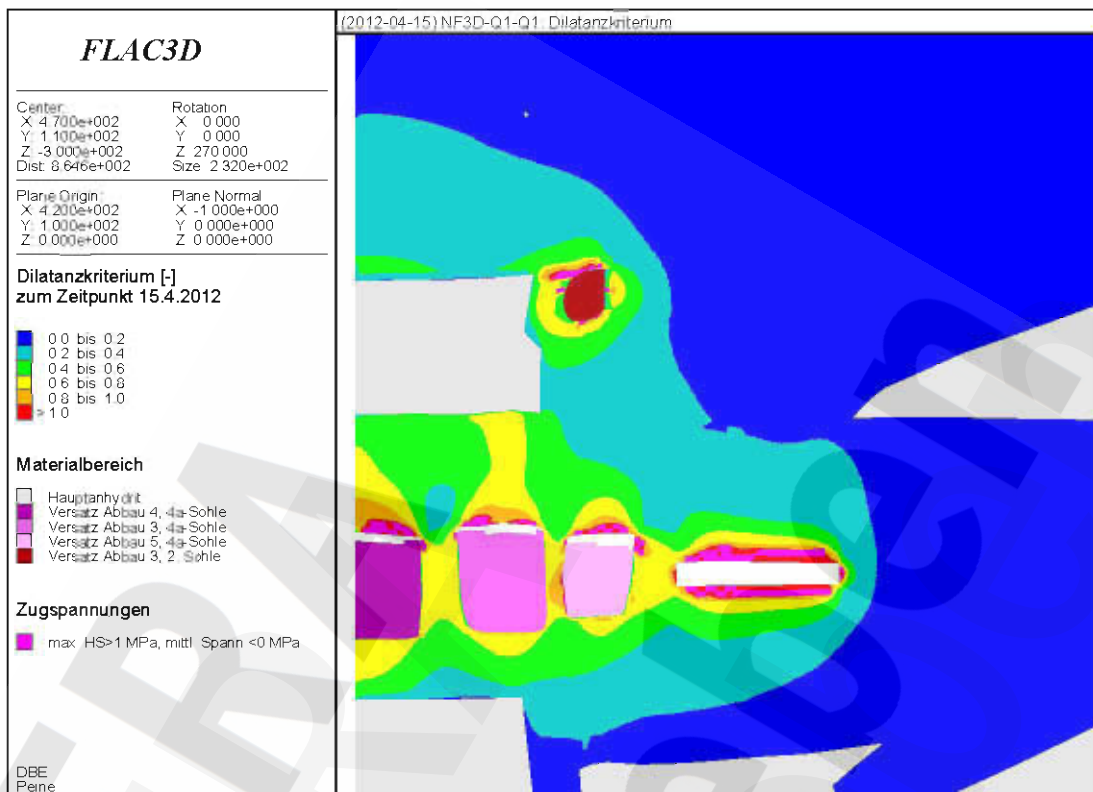 (2012-04-15) NF3D-Q1-Q1: Dilatanzkriterium
FLAC3D
Center: Rotation
X: 4.700e+002 X: 0.000
Y: 1.100e+002 Y: 0.000
Z: -3.000e+002 Z: 270.000
Dist: 8.646e+002 Size: 2.320e+002
Plane Origin: Plane Normal:
X: 4.200e+002 X: -1.000e+000
Y: 1.000e+002 Y: 0.000e+000
Z: 0.000e+000 Z: 0.000e+000
Dilatanzkriterium [-]
zum Zeitpunkt 15.4.2012
0.0 bis 0.2
0.2 bis 0.4
0.4 bis 0.6
0.6 bis 0.8
0.8 bis 1.0
> 1.0
Materialbereich
Hauptanhydrit
Versatz Abbau 4, 4a-Sohle
Versatz Abbau 3, 4a-Sohle
Versatz Abbau 5, 4a-Sohle
Versatz Abbau 3, 2. Sohle
Zugspannungen
max. HS>1 MPa, mittl. Spann.<0 MPa
DBE
Peine